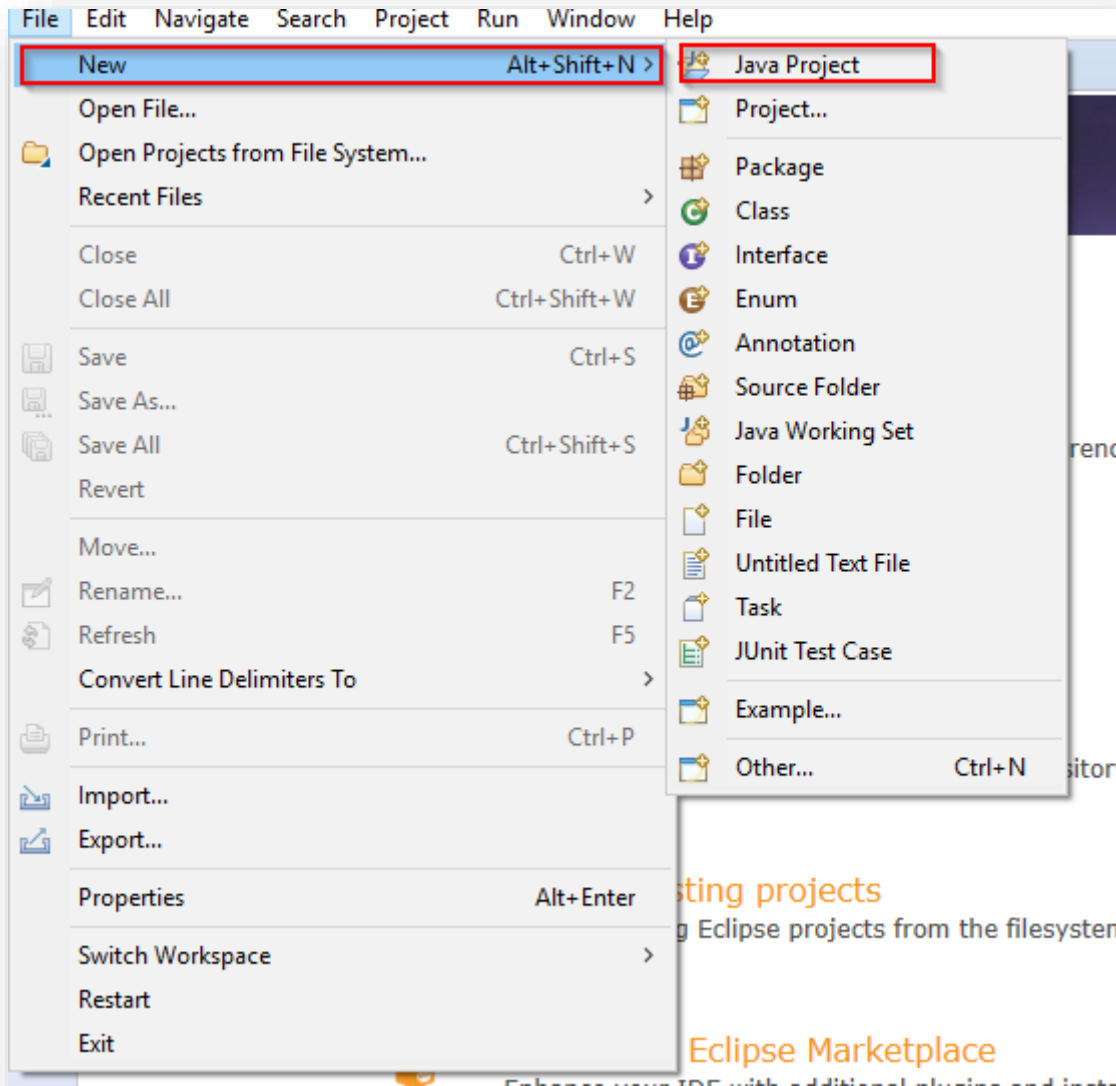 File Edit Navigate Search Project Run Window Help
New Alt+Shift+N >
Open File...
Open Projects from File System...
Recent Files >
Close Ctrl+W
Close All Ctrl+Shift+W
Save Ctrl+S
Save As...
Save All Ctrl+Shift+S
Revert
Move...
Rename... F2
Refresh F5
Convert Line Delimiters To >
Print... Ctrl+P
Import...
Export...
Properties Alt+Enter
Switch Workspace >
Restart
Exit
Java Project
Project...
Package
Class
Interface
Enum
Annotation
Source Folder
Java Working Set
Folder
File
Untitled Text File
Task
JUnit Test Case
Example...
Other... Ctrl+N
projects
Eclipse projects from the
Eclipse Marketplace